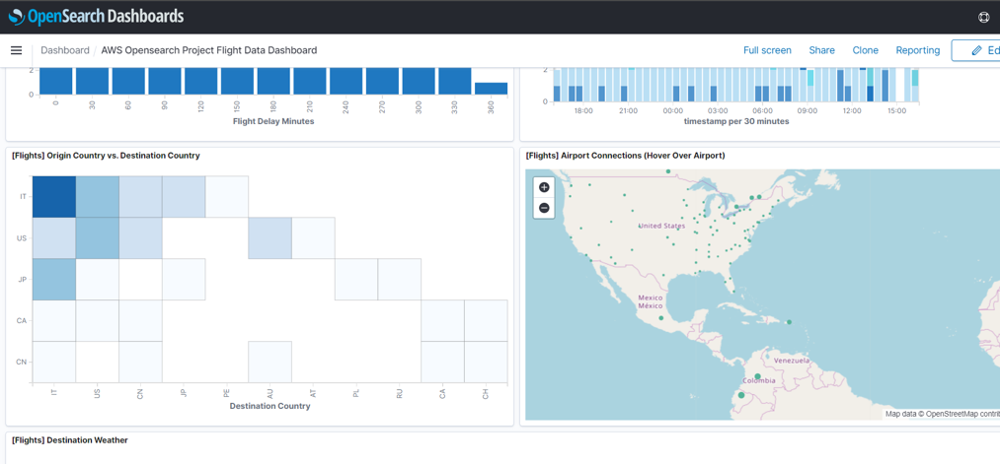 OpenSearch Dashboards
Dashboard / AWS Opensearch Project Flight Data Dashboard
Full screen Share Clone Reporting Ed
2
0
0 30 60 90 120 150 180 210 240 270 300 330 360
Flight Delay Minutes
2
0
18:00 21:00 00:00 03:00 06:00 09:00 12:00 15:00
timestamp per 30 minutes
[Flights] Origin Country vs. Destination Country
IT
US
JP
CA
CN
IT US CN JP PE AU AT PL RU CA CH
Destination Country
[Flights] Airport Connections (Hover Over Airport)
United States
Mexico
México
Venezuela
Colombia
Map data © OpenStreetMap contrib
[Flights] Destination Weather